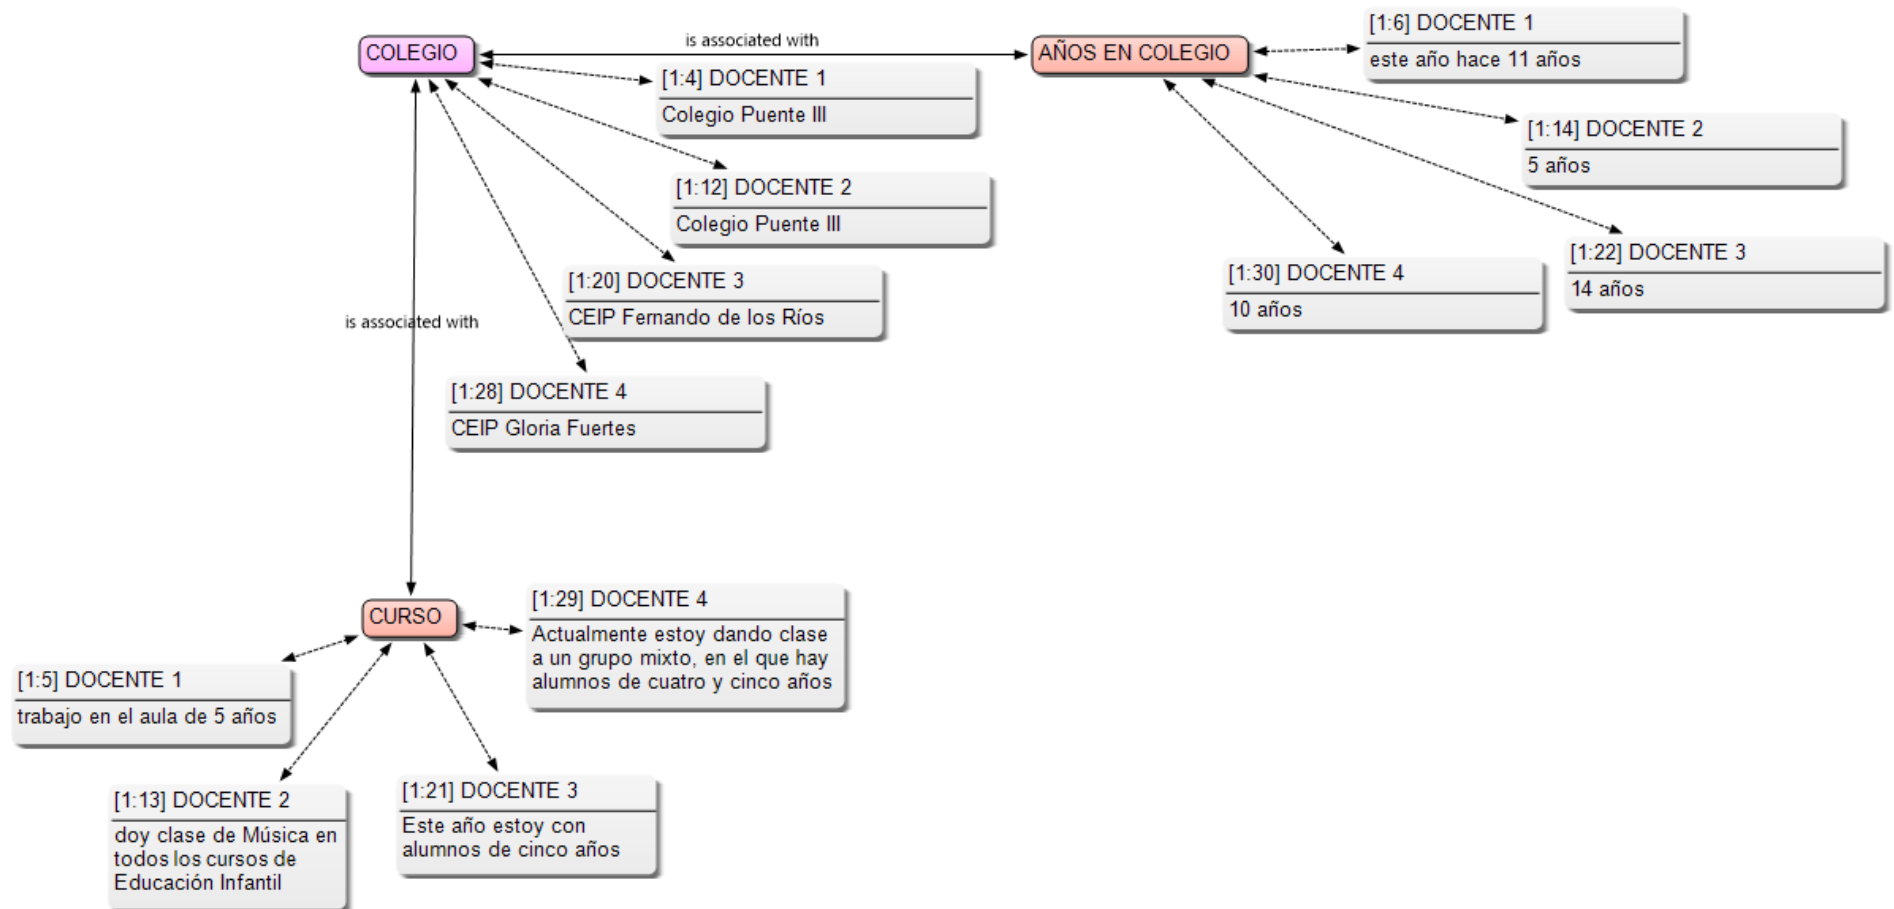 COLEGIO
is associated with
AÑOS EN COLEGIO
[1:6] DOCENTE 1
este año hace 11 años
[1:4] DOCENTE 1
Colegio Puente III
[1:14] DOCENTE 2
5 años
[1:12] DOCENTE 2
Colegio Puente III
[1:22] DOCENTE 3
14 años
[1:30] DOCENTE 4
10 años
[1:20] DOCENTE 3
CEIP Fernando de los Ríos
is associated with
[1:28] DOCENTE 4
CEIP Gloria Fuertes
CURSO
[1:29] DOCENTE 4
Actualmente estoy dando clase
a un grupo mixto, en el que hay
alumnos de cuatro y cinco años
[1:5] DOCENTE 1
trabajo en el aula de 5 años
[1:13] DOCENTE 2
doy clase de Música en
todos los cursos de
Educación Infantil
[1:21] DOCENTE 3
Este año estoy con
alumnos de cinco años